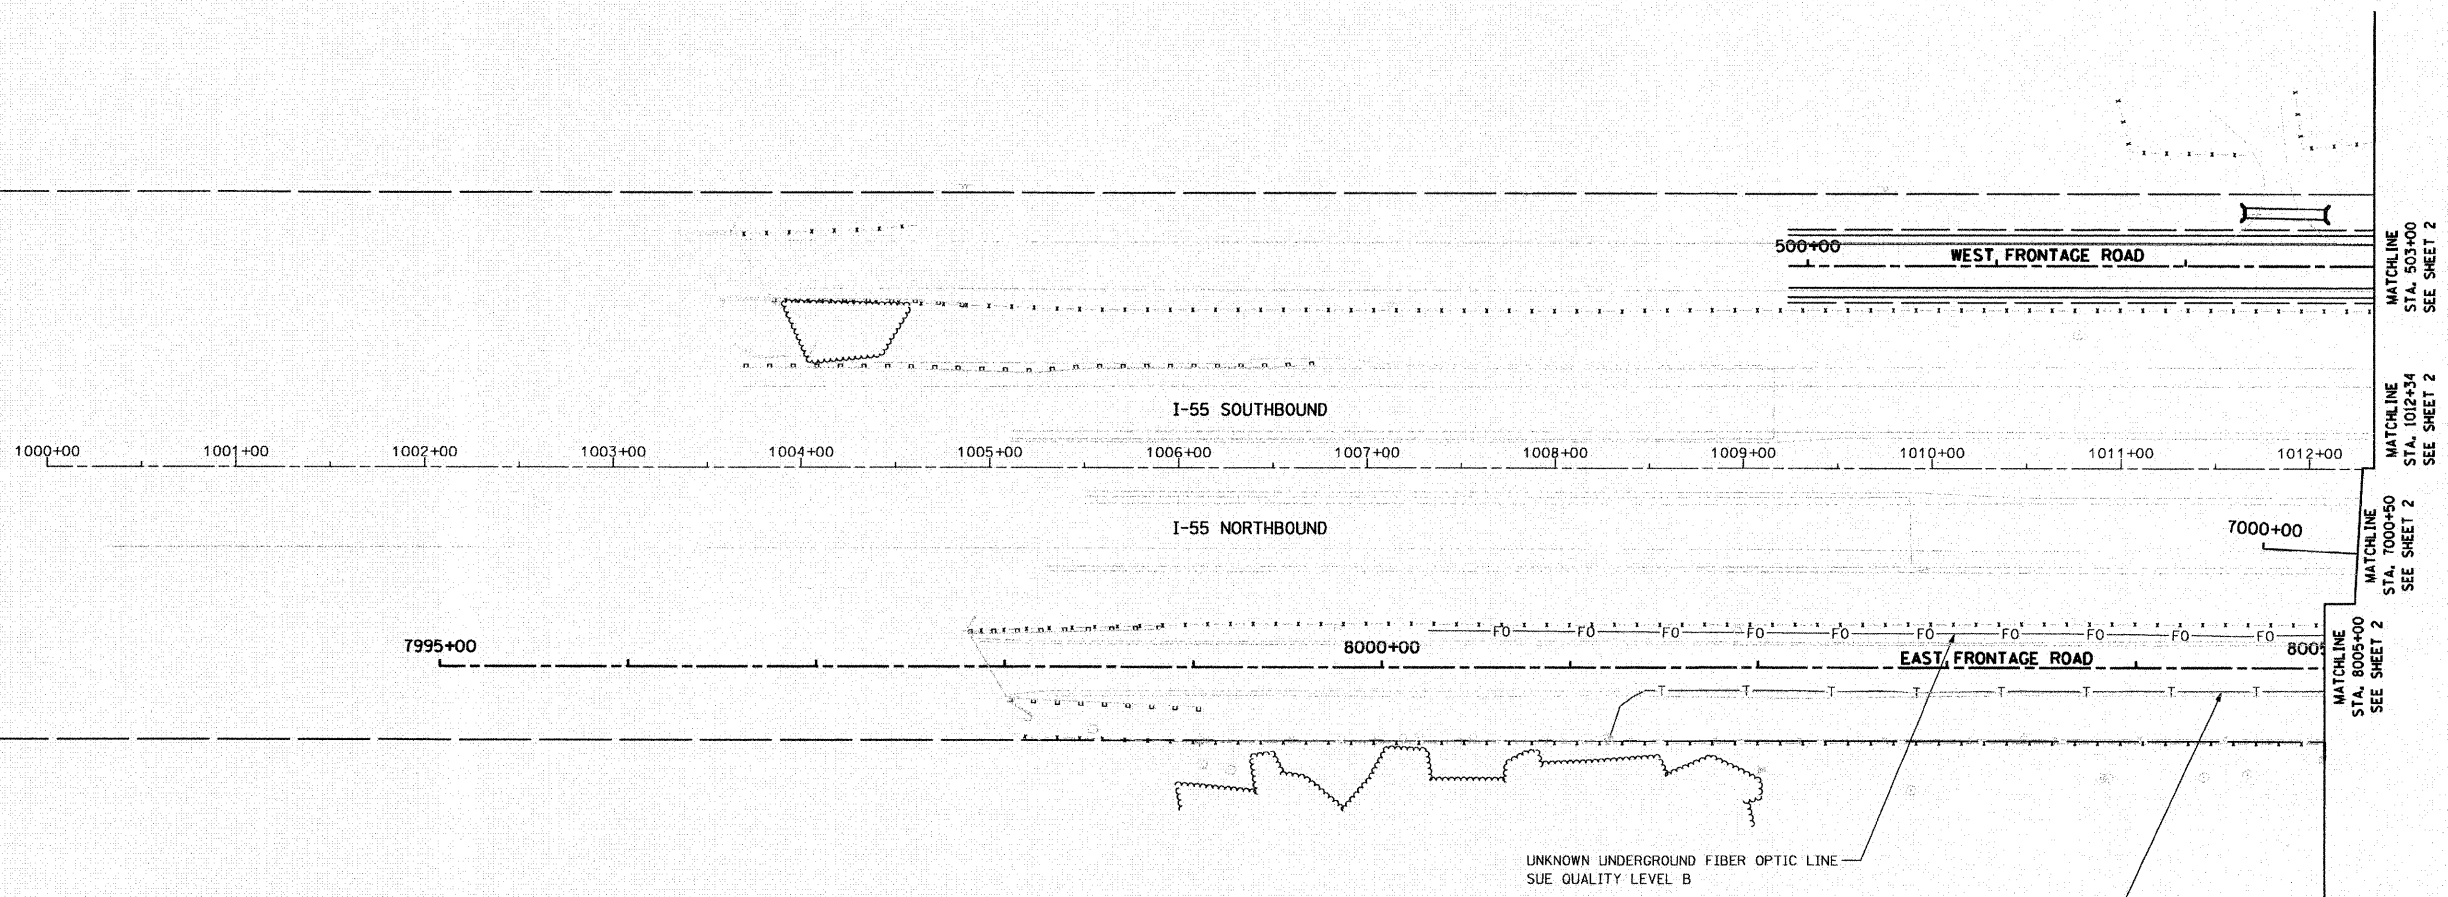 500+00
WEST FRONTAGE ROAD
MATCHLINE
STA. 503+00
SEE SHEET 2
I-55 SOUTHBOUND
MATCHLINE
STA. 1012+34
SEE SHEET 2
1000+00 1001+00 1002+00 1003+00 1004+00 1005+00 1006+00 1007+00 1008+00 1009+00 1010+00 1011+00 1012+00
I-55 NORTHBOUND
7000+00
MATCHLINE
STA. 7000+50
SEE SHEET 2
FO FO FO FO FO FO FO FO FO FO
7995+00 8000+00 8005
EAST FRONTAGE ROAD
MATCHLINE
STA. 8005+00
SEE SHEET 2
T T T T T T T T
UNKNOWN UNDERGROUND FIBER OPTIC LINE
SUE QUALITY LEVEL B